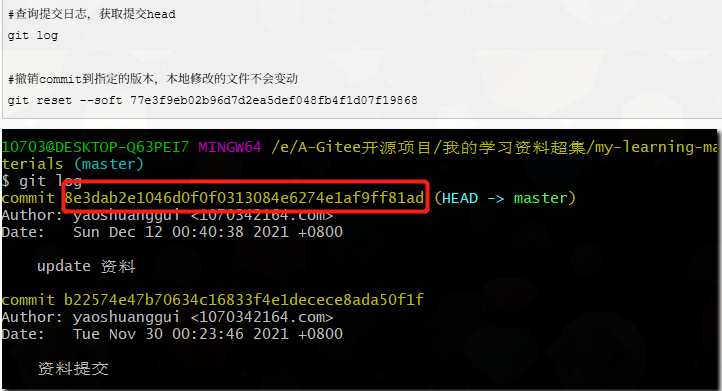 #查询提交日志，获取提交head
git log
#撤销commit到指定的版本，本地修改的文件不会变动
git reset --soft 77e3f9eb02b96d7d2ea5def048fb4f1d07f19868
10703@DESKTOP-Q63PEI7 MINGW64 /e/A-Gitee开源项目/我的学习资料超集/my-learning-ma
terials (master)
$ git log
commit 8e3dab2e1046d0f0f0313084e6274e1af9ff81ad (HEAD -> master)
Author: yaoshuanggui <1070342164.com>
Date:   Sun Dec 12 00:40:38 2021 +0800
update 资料
commit b22574e47b70634c16833f4e1decece8ada50f1f
Author: yaoshuanggui <1070342164.com>
Date:   Tue Nov 30 00:23:46 2021 +0800
资料提交